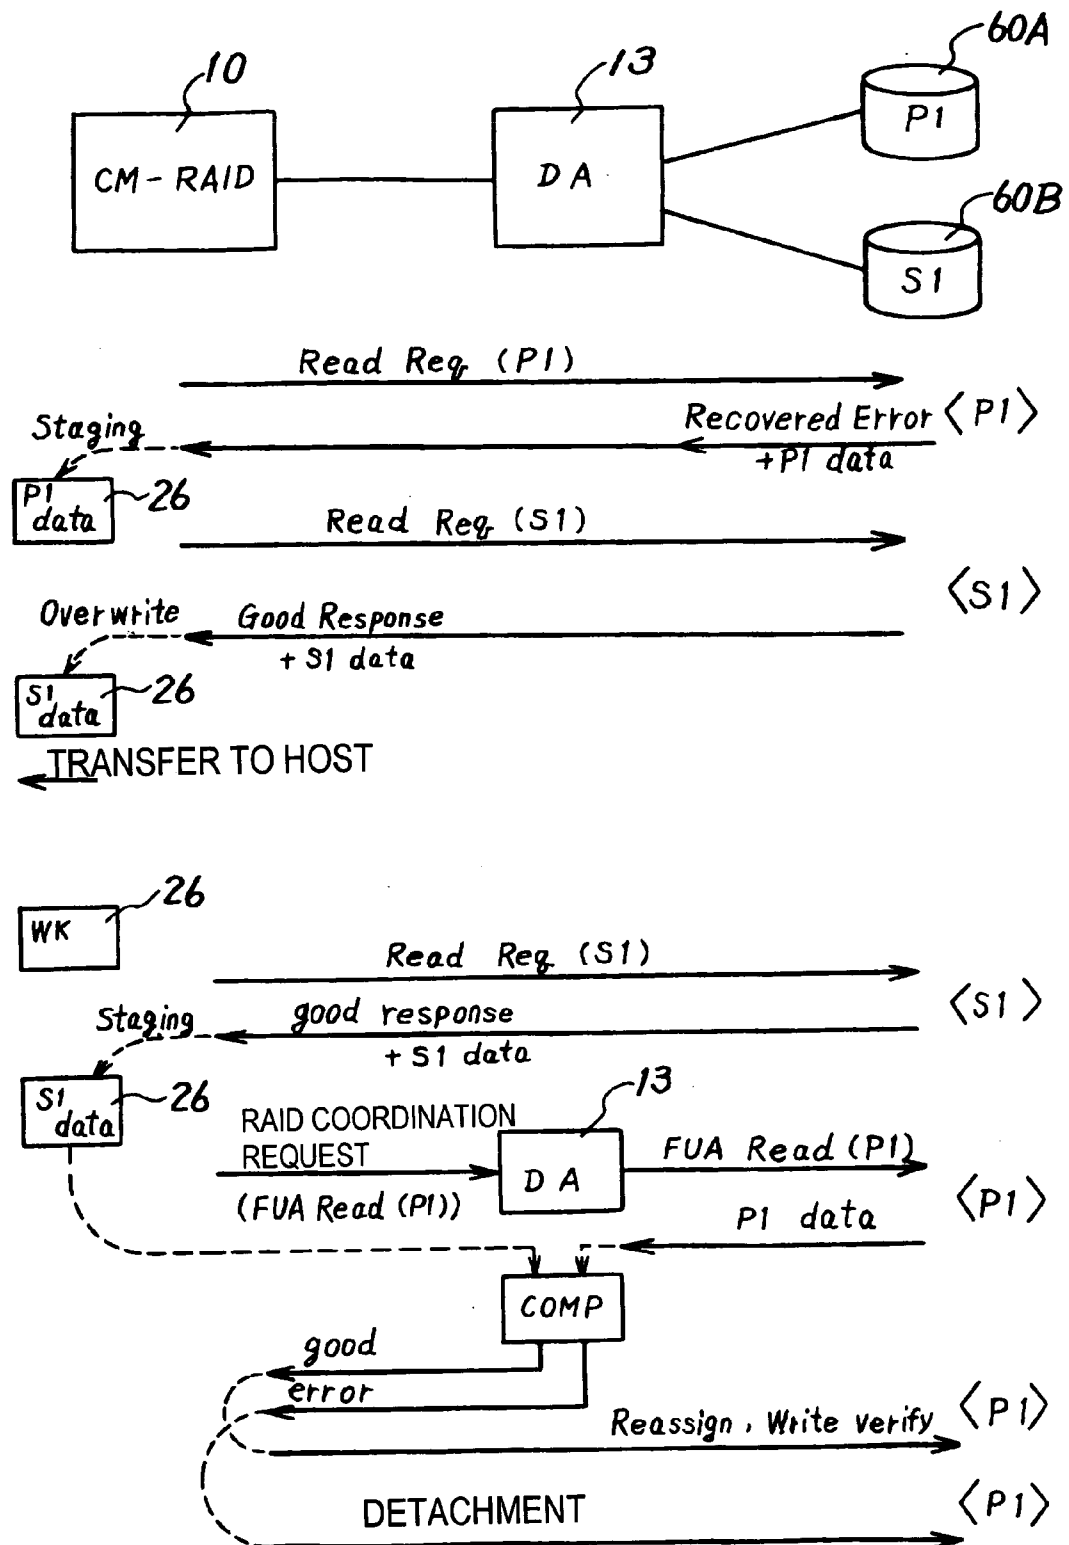 10
13
60A
CM-RAID
DA
P1
60B
S1
Read Req (P1)
Staging
Recovered Error
<P1>
+P1 data
P1
data
26
Read Req (S1)
<S1>
Overwrite
Good Response
+ S1 data
S1
data
26
TRANSFER TO HOST
26
WK
Read Req (S1)
<S1>
Staging
good response
+ S1 data
13
S1
data
26
RAID COORDINATION
REQUEST
DA
FUA Read (P1)
(FUA Read (P1))
<P1>
P1 data
COMP
good
error
<P1>
Reassign, Write verify
DETACHMENT
<P1>